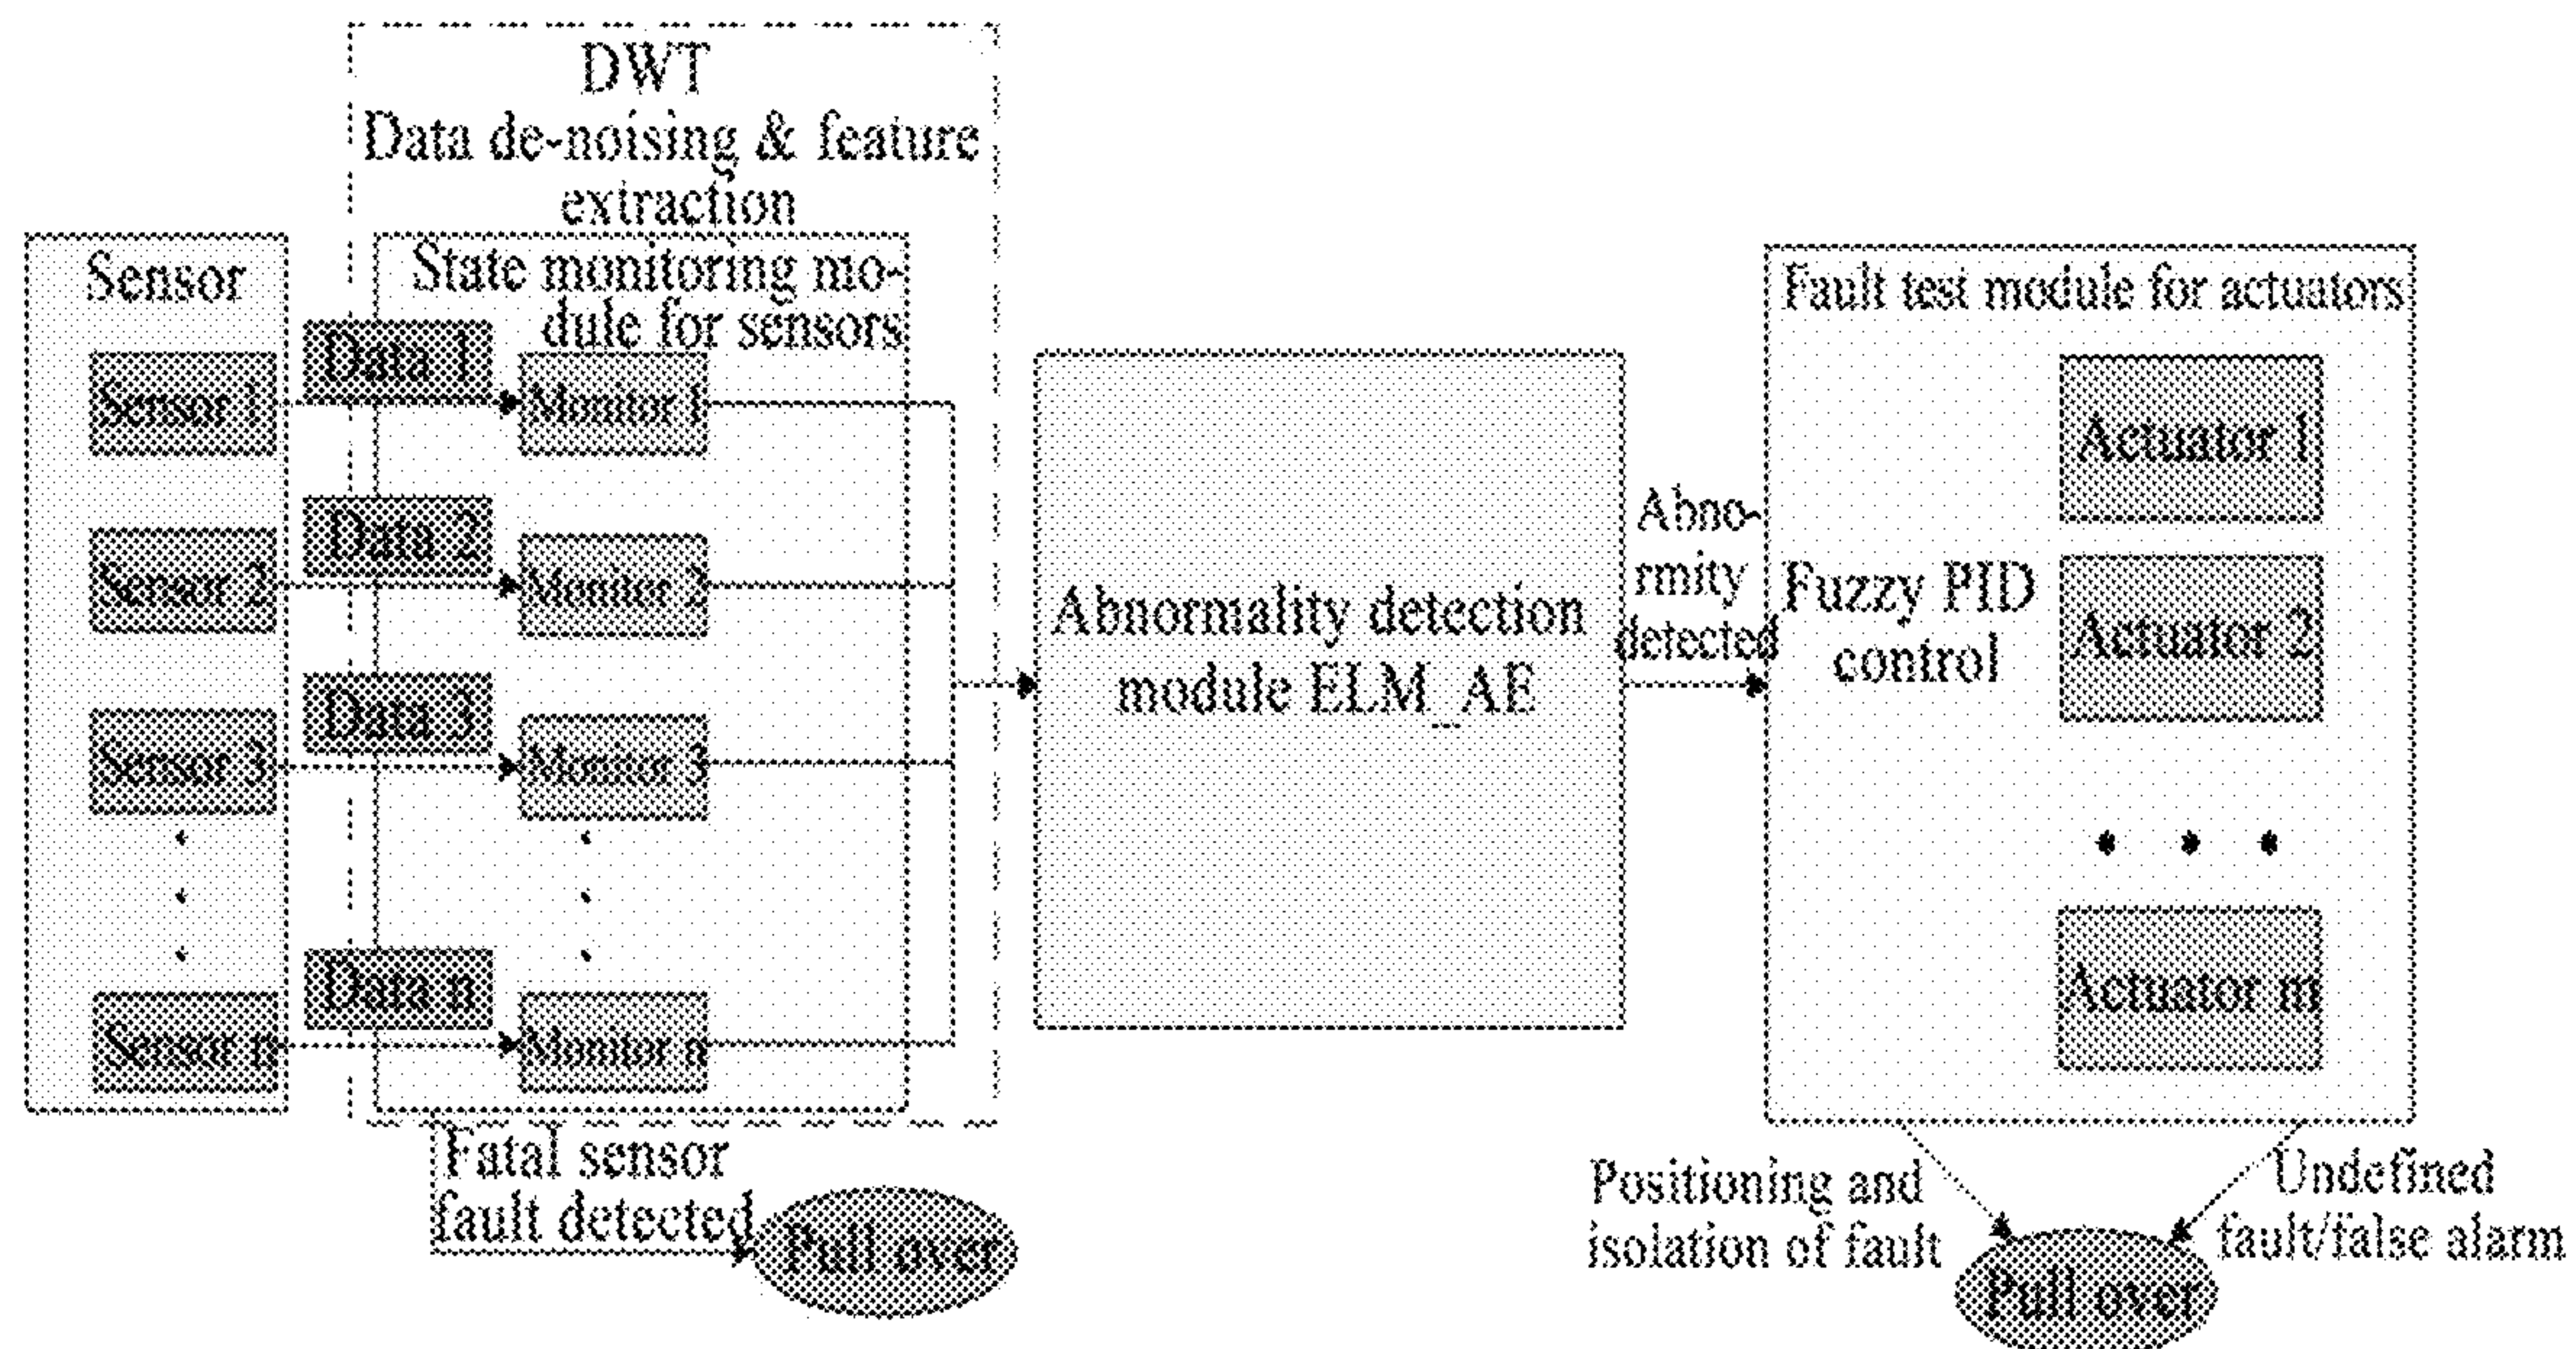 DWT
Data de-noising & feature
extraction
Sensor
State monitoring mo-
dule for sensors
Data 1
Sensor 1
Monitor 1
Data 2
Sensor 2
Monitor 2
Data 3
Sensor 3
Monitor 3
Data n
Sensor n
Monitor n
Fatal sensor
fault detected
Pull over
Abnormality detection
module ELM_AE
Abno-
rmity
detected
Fault test module for actuators
Fuzzy PID
control
Actuator 1
Actuator 2
Actuator m
Positioning and
isolation of fault
Undefined
fault/false alarm
Pull over